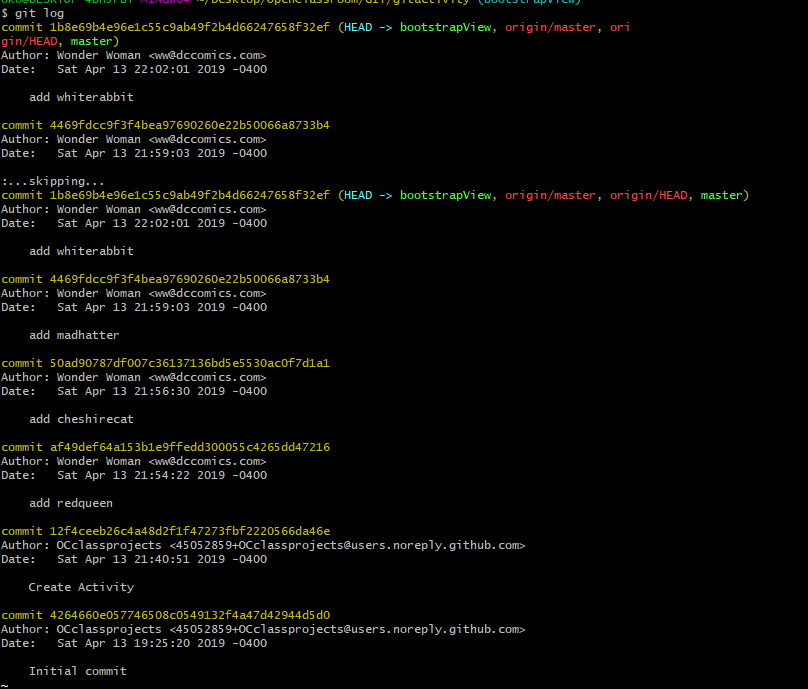 ~/Desktop/OpenClassroom/Git/gitactivity (bootstrapView)
$ git log
commit 1b8e69b4e96e1c55c9ab49f2b4d66247658f32ef (HEAD -> bootstrapView, origin/master, ori
gin/HEAD, master)
Author: Wonder Woman <ww@dccomics.com>
Date:   Sat Apr 13 22:02:01 2019 -0400
    add whiterabbit
commit 4469fdcc9f3f4bea97690260e22b50066a8733b4
Author: Wonder Woman <ww@dccomics.com>
Date:   Sat Apr 13 21:59:03 2019 -0400
:...skipping...
commit 1b8e69b4e96e1c55c9ab49f2b4d66247658f32ef (HEAD -> bootstrapView, origin/master, origin/HEAD, master)
Author: Wonder Woman <ww@dccomics.com>
Date:   Sat Apr 13 22:02:01 2019 -0400
    add whiterabbit
commit 4469fdcc9f3f4bea97690260e22b50066a8733b4
Author: Wonder Woman <ww@dccomics.com>
Date:   Sat Apr 13 21:59:03 2019 -0400
    add madhatter
commit 50ad90787df007c36137136bd5e5530ac0f7d1a1
Author: Wonder Woman <ww@dccomics.com>
Date:   Sat Apr 13 21:56:30 2019 -0400
    add cheshirecat
commit af49def64a153b1e9ffedd300055c4265dd47216
Author: Wonder Woman <ww@dccomics.com>
Date:   Sat Apr 13 21:54:22 2019 -0400
    add redqueen
commit 12f4ceeb26c4a48d2f1f47273fbf2220566da46e
Author: OCclassprojects <45052859+OCclassprojects@users.noreply.github.com>
Date:   Sat Apr 13 21:40:51 2019 -0400
    Create Activity
commit 4264660e057746508c0549132f4a47d42944d5d0
Author: OCclassprojects <45052859+OCclassprojects@users.noreply.github.com>
Date:   Sat Apr 13 19:25:20 2019 -0400
    Initial commit
~